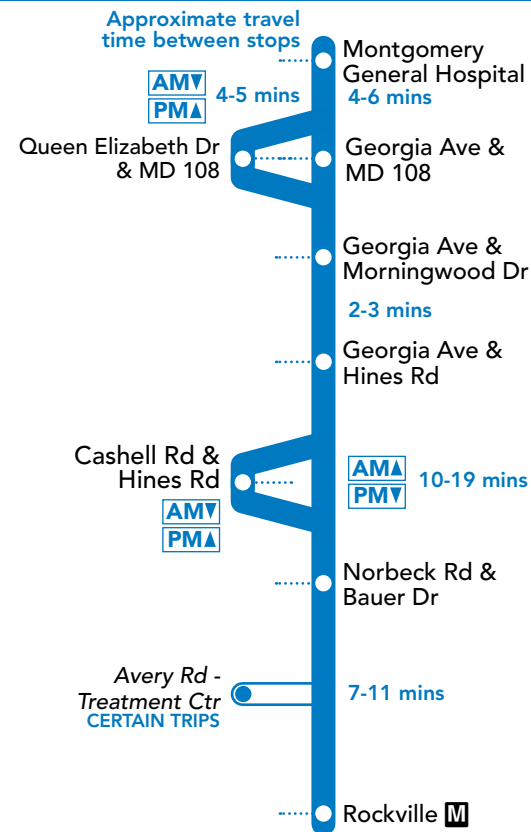 Approximate travel
time between stops
Montgomery
General Hospital
AM▼
PM▲
4-5 mins
4-6 mins
Queen Elizabeth Dr
& MD 108
Georgia Ave &
MD 108
Georgia Ave &
Morningwood Dr
2-3 mins
Georgia Ave &
Hines Rd
Cashell Rd &
Hines Rd
AM▼
PM▲
AM▲
PM▼
10-19 mins
Norbeck Rd &
Bauer Dr
Avery Rd -
Treatment Ctr
CERTAIN TRIPS
7-11 mins
Rockville M